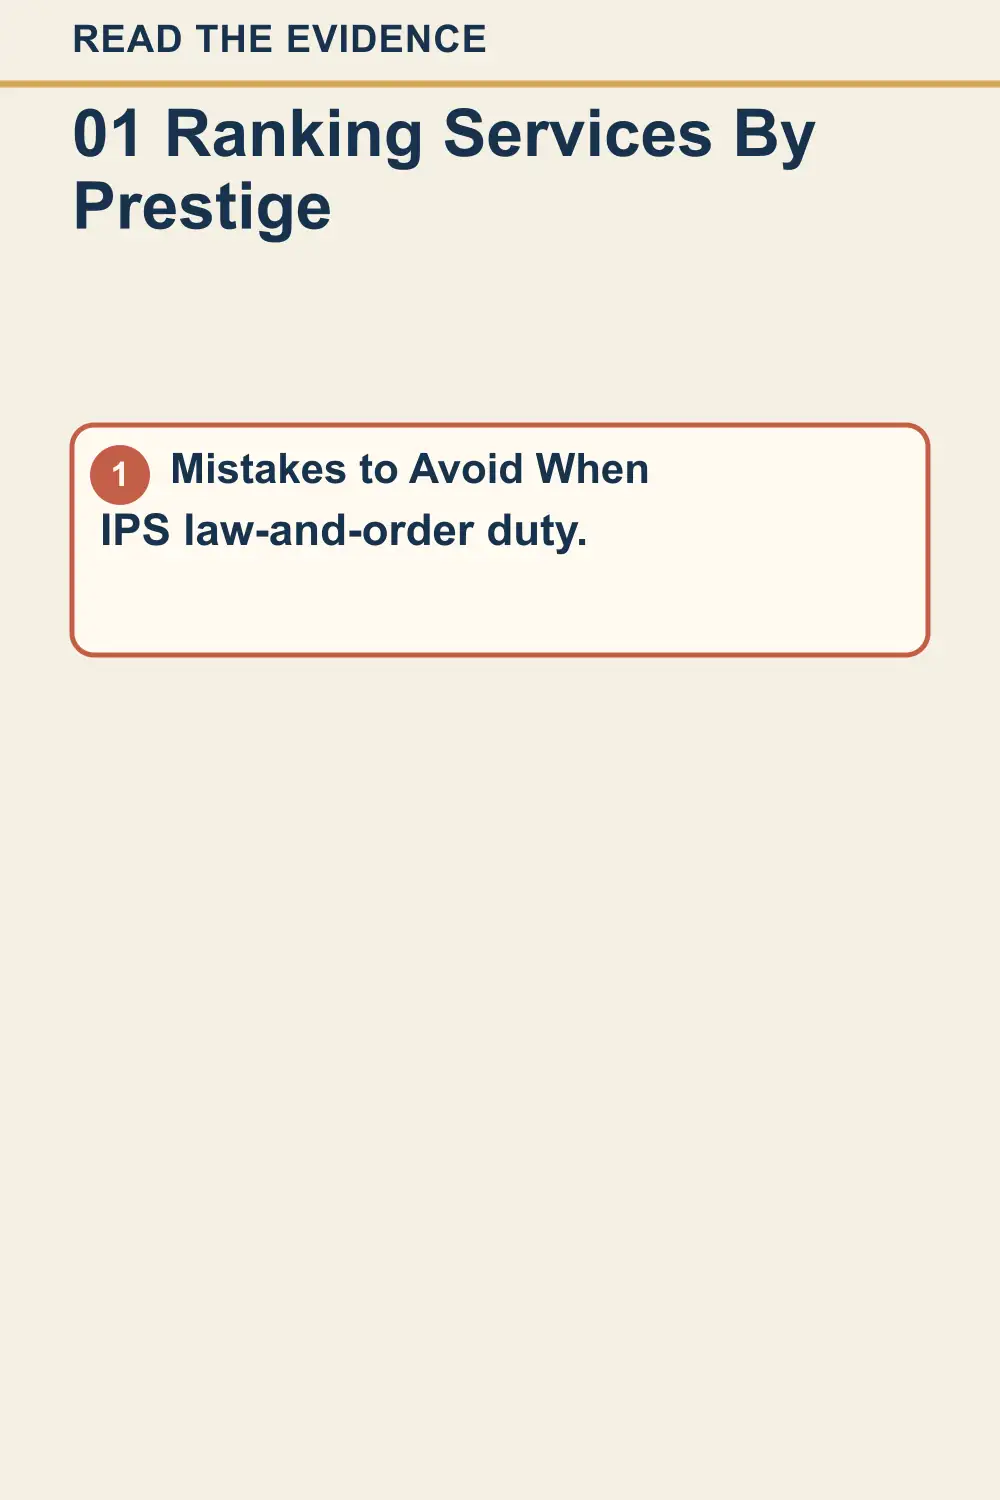 READ THE EVIDENCE
01 Ranking Services By
Prestige
1 Mistakes to Avoid When
IPS law-and-order duty.